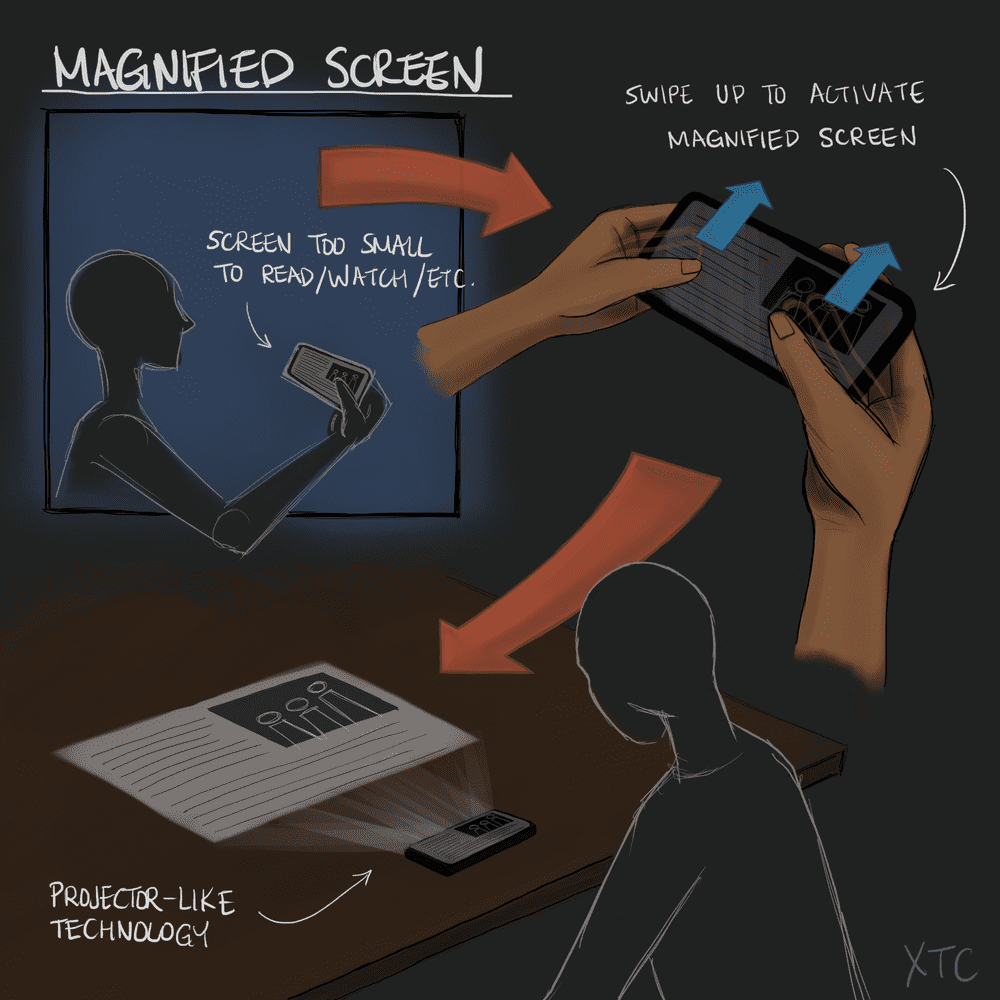 MAGNIFIED SCREEN
SWIPE UP TO ACTIVATE
MAGNIFIED SCREEN
SCREEN TOO SMALL
TO READ/WATCH/ETC.
PROJECTOR-LIKE
TECHNOLOGY
XTC